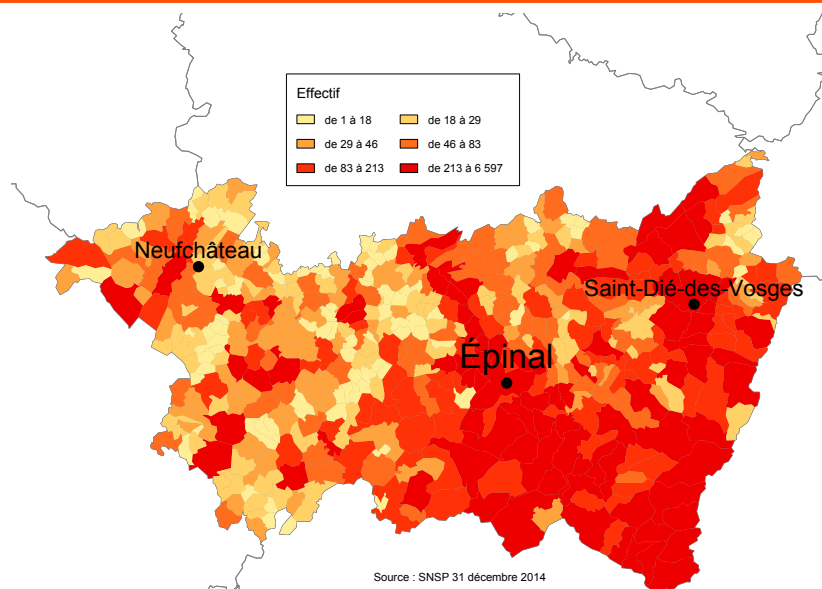 Effectif
de 1 à 18 de 18 à 29
de 29 à 46 de 46 à 83
de 83 à 213 de 213 à 6 597
Neufchâteau
Saint-Dié-des-Vosges
Épinal
Source : SNSP 31 décembre 2014